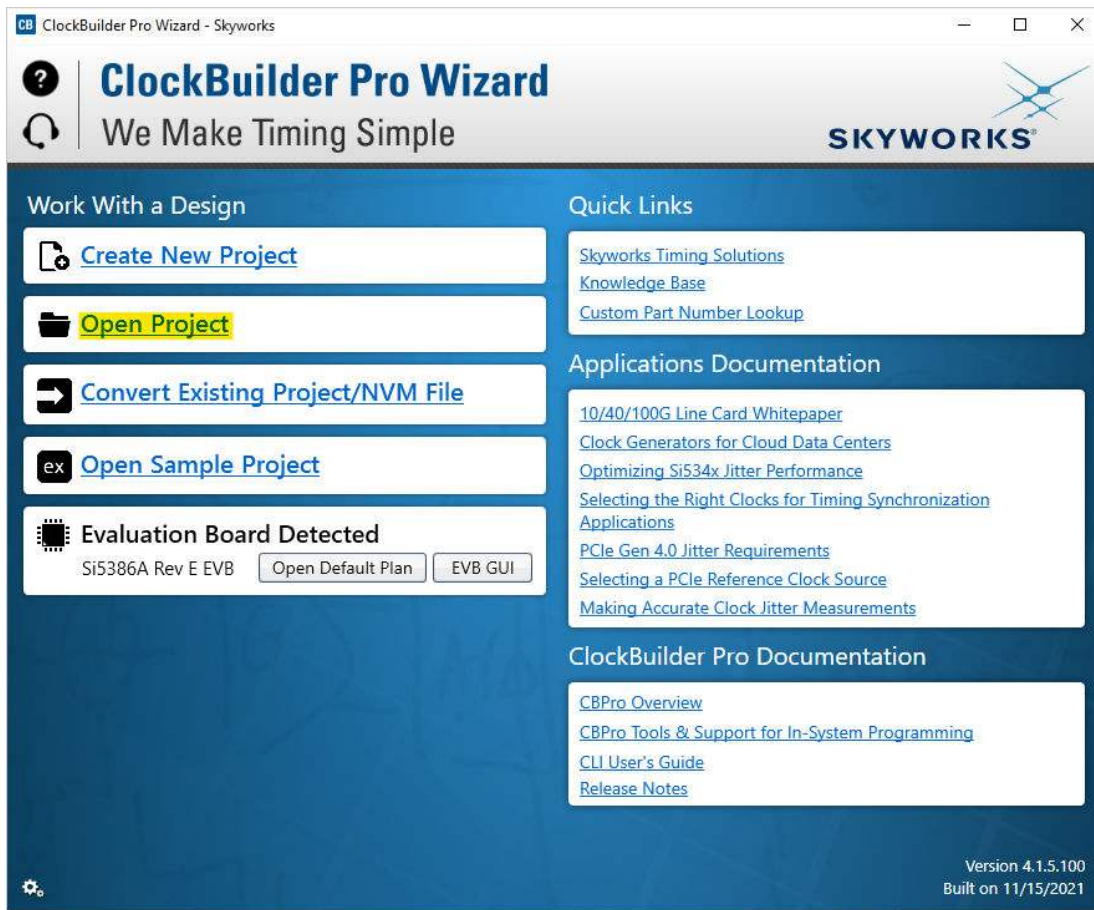 CB ClockBuilder Pro Wizard - Skyworks
?
ClockBuilder Pro Wizard
We Make Timing Simple
SKYWORKS®
Work With a Design
Create New Project
Open Project
Convert Existing Project/NVM File
ex Open Sample Project
Evaluation Board Detected
Si5386A Rev E EVB Open Default Plan EVB GUI
Quick Links
Skyworks Timing Solutions
Knowledge Base
Custom Part Number Lookup
Applications Documentation
10/40/100G Line Card Whitepaper
Clock Generators for Cloud Data Centers
Optimizing Si534x Jitter Performance
Selecting the Right Clocks for Timing Synchronization
Applications
PCIe Gen 4.0 Jitter Requirements
Selecting a PCIe Reference Clock Source
Making Accurate Clock Jitter Measurements
ClockBuilder Pro Documentation
CBPro Overview
CBPro Tools & Support for In-System Programming
CLI User's Guide
Release Notes
Version 4.1.5.100
Built on 11/15/2021